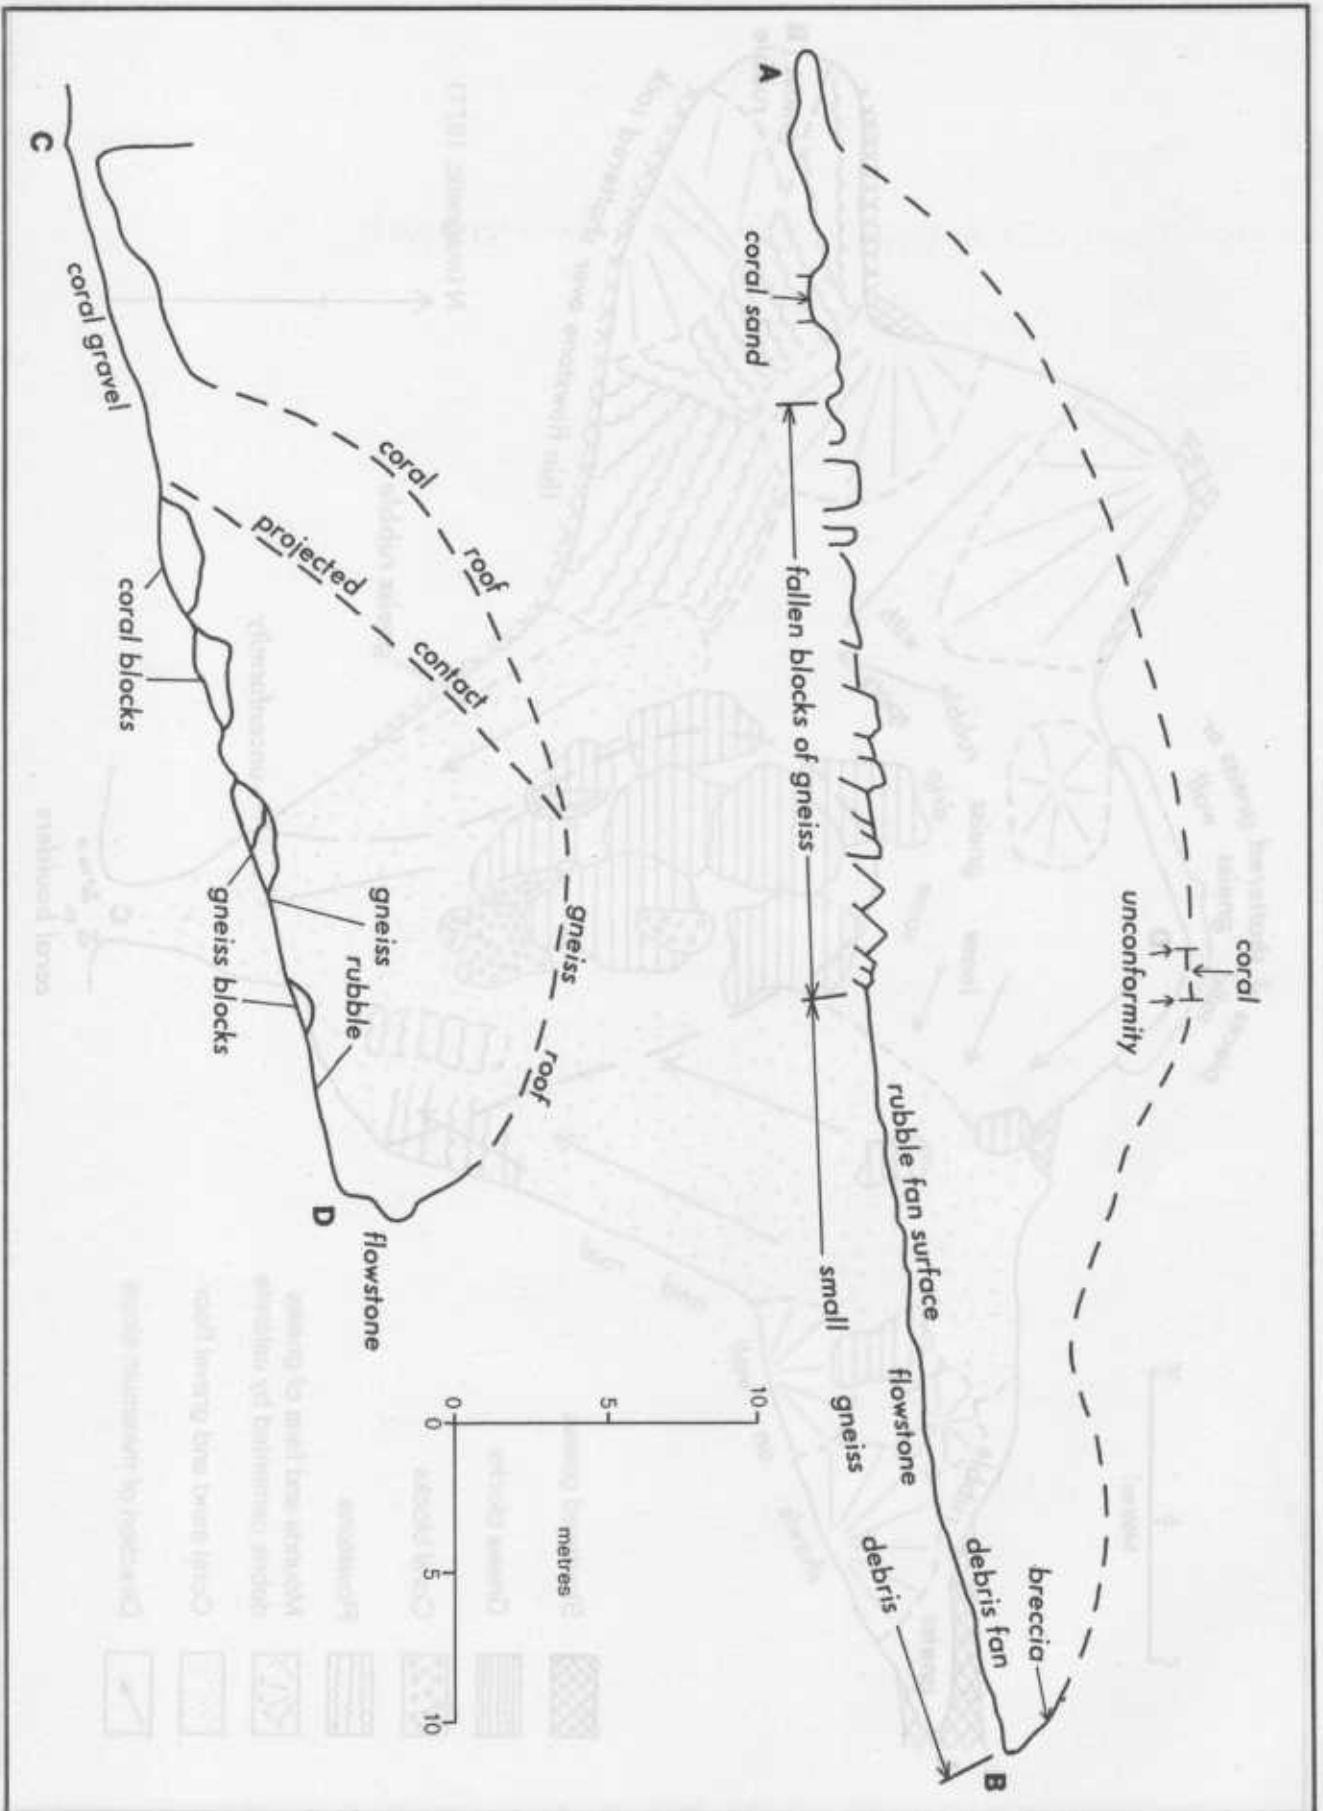 coral
unconformity
breccia
debris fan
B
rubble fan surface
flowstone
A
coral sand
fallen blocks of gneiss
small
gneiss
debris
coral
roof
gneiss
roof
projected
contact
C
coral gravel
coral blocks
gneiss
gneiss blocks
rubble
D
flowstone
10
5
0
0
5
10
metres